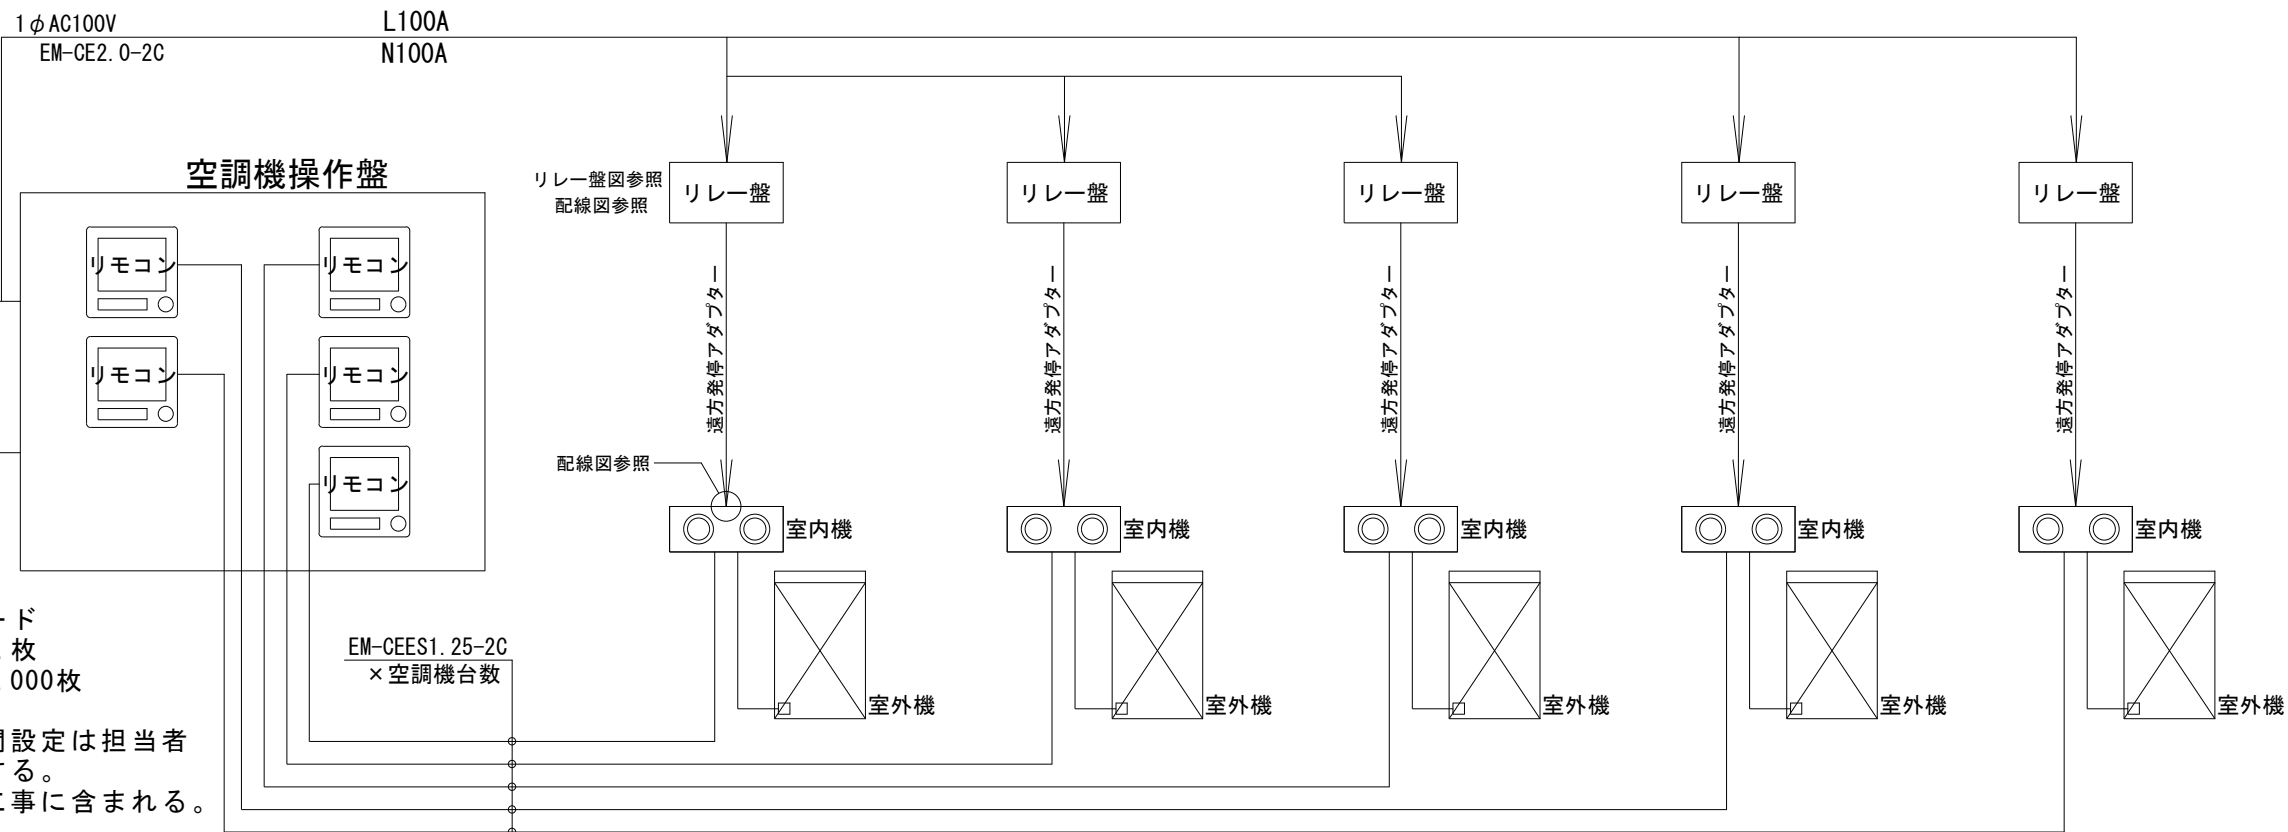 1φAC100V
L100A
EM-CE2.0-2C
N100A
空調機操作盤
リモコン
リモコン
リモコン
リモコン
リモコン
リレー盤図参照
配線図参照
リレー盤
リレー盤
リレー盤
リレー盤
リレー盤
遠方発停アダプター
遠方発停アダプター
遠方発停アダプター
遠方発停アダプター
遠方発停アダプター
配線図参照
室内機
室内機
室内機
室内機
室内機
室外機
室外機
室外機
室外機
室外機
EM-CEES1.25-2C
×空調機台数
ード
枚
000枚
設定は担当者
する。
工事に含まれる。